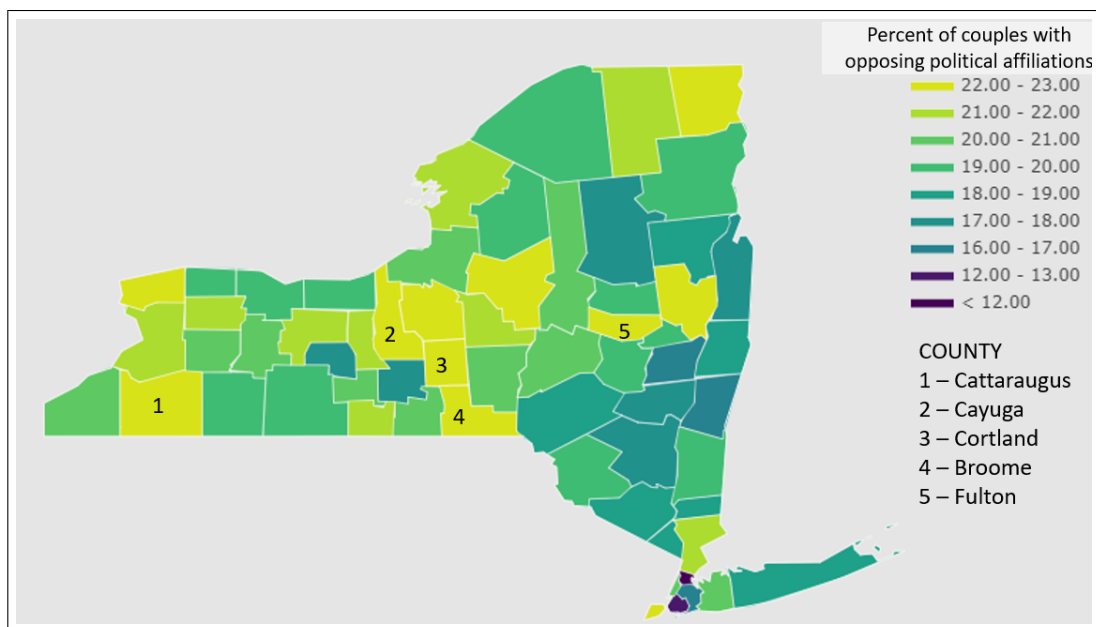 Percent of couples with
opposing political affiliations
22.00 - 23.00
21.00 - 22.00
20.00 - 21.00
19.00 - 20.00
18.00 - 19.00
17.00 - 18.00
16.00 - 17.00
12.00 - 13.00
< 12.00
COUNTY
1 – Cattaraugus
2 – Cayuga
3 – Cortland
4 – Broome
5 – Fulton
5
2
3
1
4